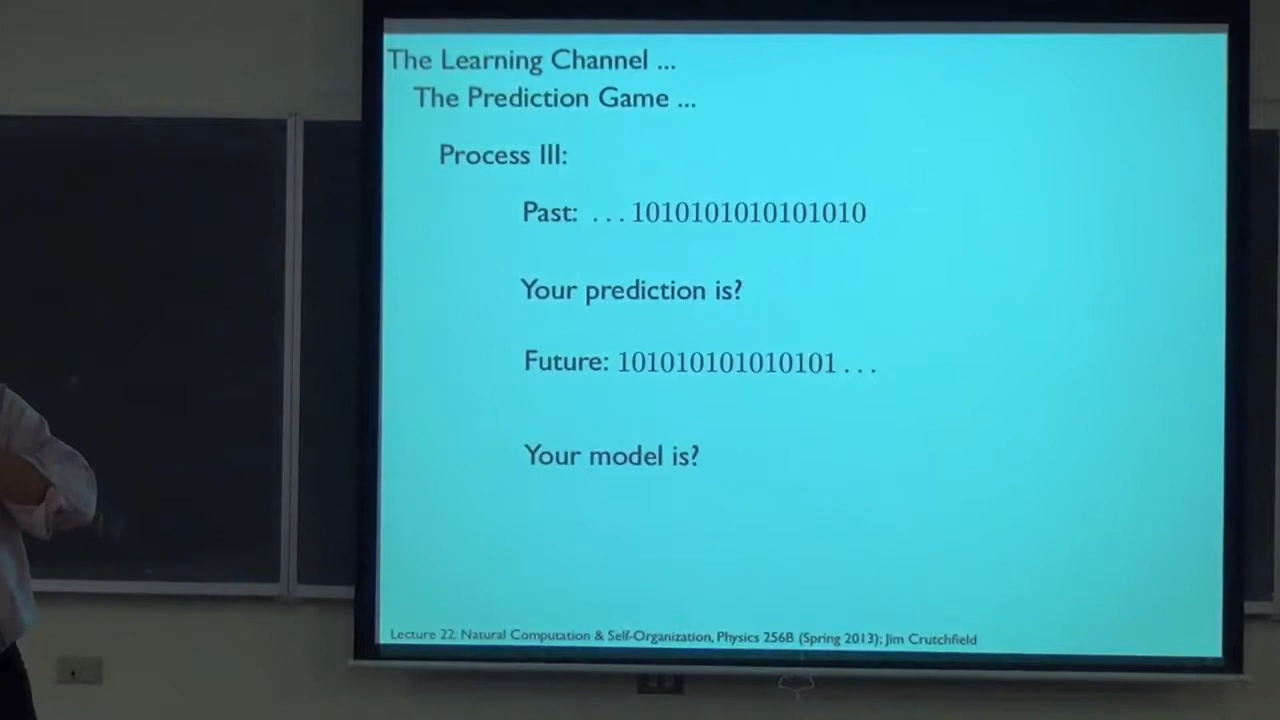 The Learning Channel ...
The Prediction Game ...
Process III:
Past: ...1010101010101010
Your prediction is?
Future: 101010101010101...
Your model is?
Lecture 22, Natural Computation & Self-Organization, Physics 256B (Spring 2013); Jim Crutchfield